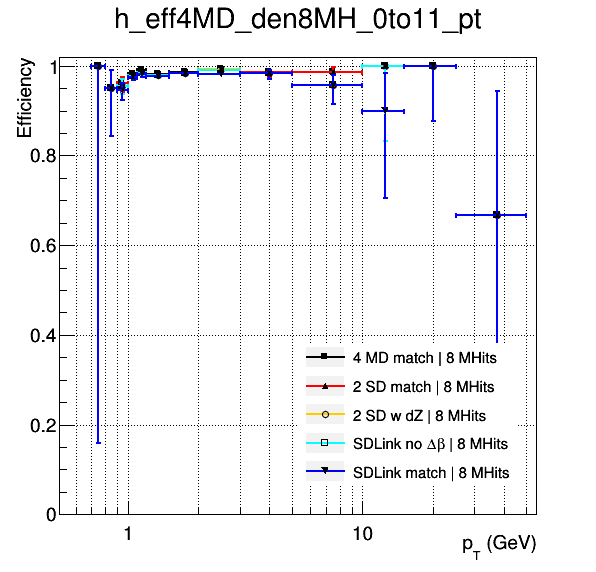 h_eff4MD_den8MH_0to11_pt
Efficiency
1
0.8
0.6
0.4
0.2
0
4 MD match | 8 MHits
2 SD match | 8 MHits
2 SD w dZ | 8 MHits
SDLink no Δβ | 8 MHits
SDLink match | 8 MHits
1 10
p_T (GeV)